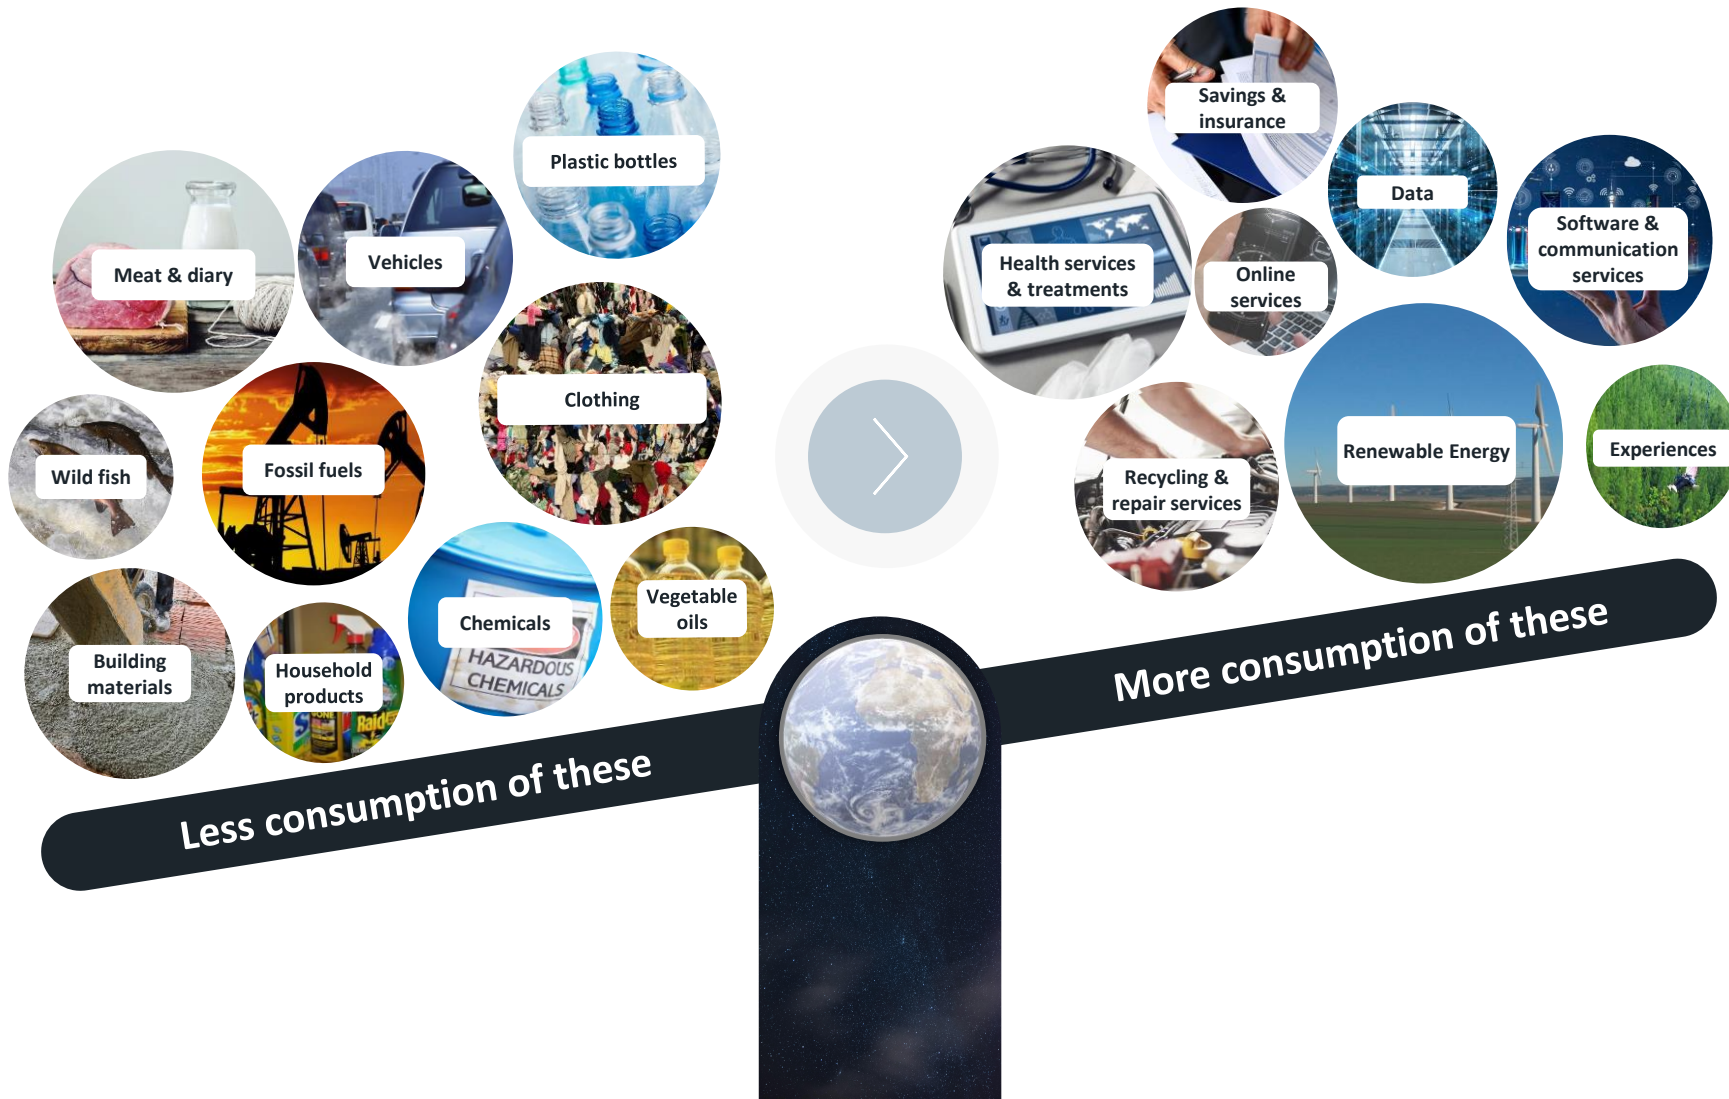 Plastic bottles
Meat & diary
Vehicles
Clothing
Wild fish
Fossil fuels
Building
materials
Household
products
Chemicals
HAZARDOUS
CHEMICALS
Vegetable
oils
Raid
Less consumption of these
Savings &
insurance
Data
Software &
communication
services
Health services
& treatments
Online
services
Recycling &
repair services
Renewable Energy
Experiences
More consumption of these